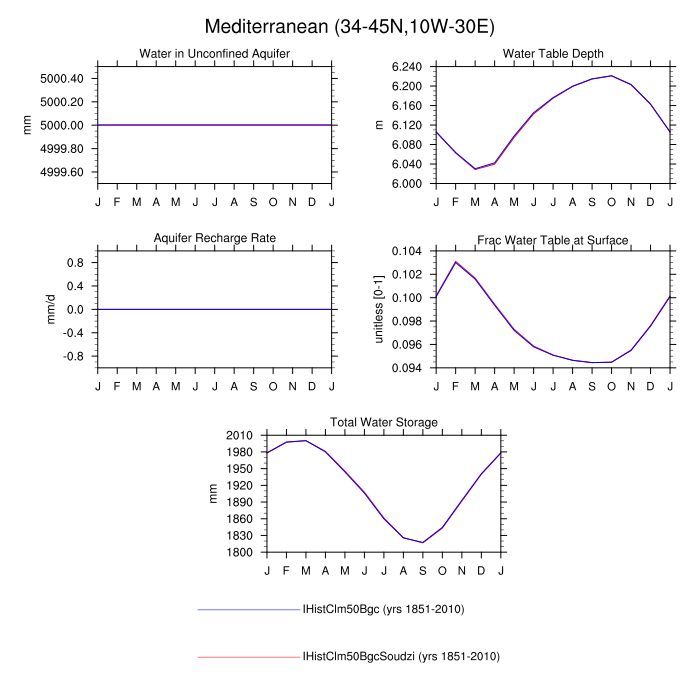 Mediterranean (34-45N,10W-30E)
Water in Unconfined Aquifer
mm
5000.40
5000.20
5000.00
4999.80
4999.60
J F M A M J J A S O N D J
Water Table Depth
m
6.240
6.200
6.160
6.120
6.080
6.040
6.000
J F M A M J J A S O N D J
Aquifer Recharge Rate
mm/d
0.8
0.4
0.0
-0.4
-0.8
J F M A M J J A S O N D J
Frac Water Table at Surface
unitless [0-1]
0.104
0.102
0.100
0.098
0.096
0.094
J F M A M J J A S O N D J
Total Water Storage
mm
2010
1980
1950
1920
1890
1860
1830
1800
J F M A M J J A S O N D J
IHistClm50Bgc (yrs 1851-2010)
IHistClm50BgcSoudzi (yrs 1851-2010)